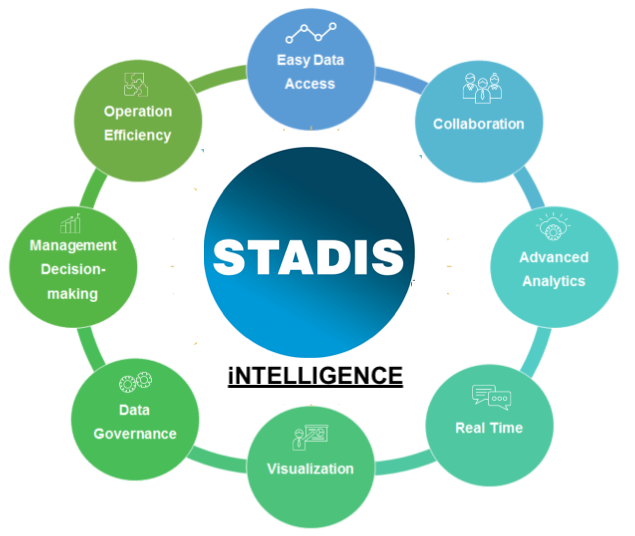 Easy Data
Access
Collaboration
Advanced
Analytics
Real Time
Visualization
Data
Governance
Management
Decision-
making
Operation
Efficiency
STADIS
iNTELLIGENCE